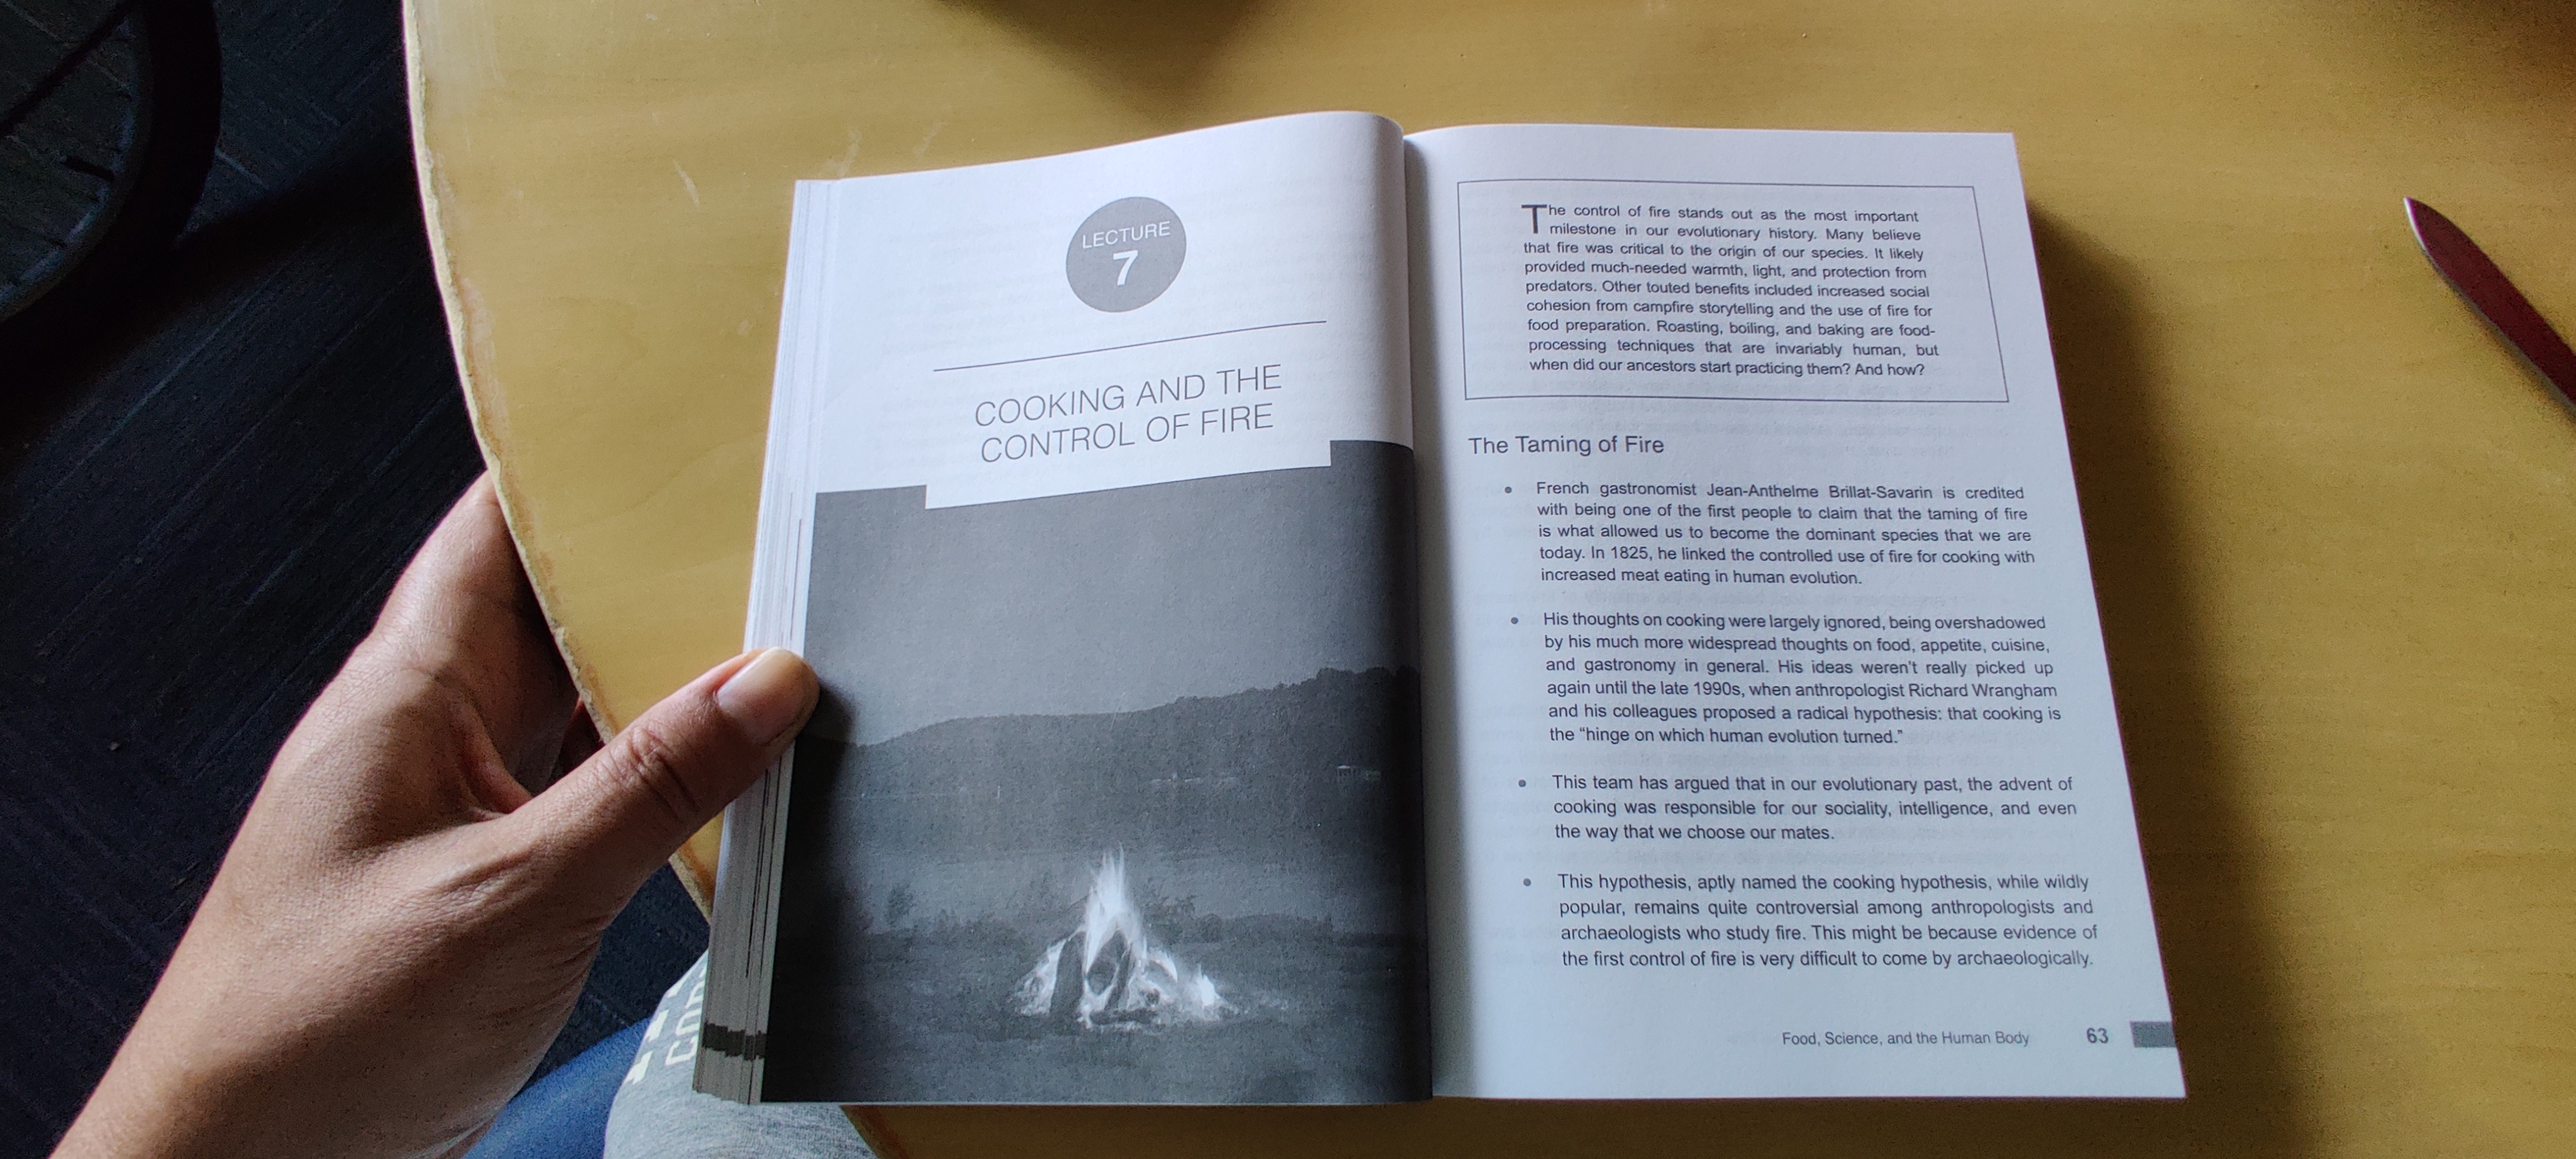 LECTURE
7
COOKING AND THE
CONTROL OF FIRE
The control of fire stands out as the most important
milestone in our evolutionary history. Many believe
that fire was critical to the origin of our species. It likely
provided much-needed warmth, light, and protection from
predators. Other touted benefits included increased social
cohesion from campfire storytelling and the use of fire for
food preparation. Roasting, boiling, and baking are food-
processing techniques that are invariably human, but
when did our ancestors start practicing them? And how?
The Taming of Fire
• French gastronomist Jean-Anthelme Brillat-Savarin is credited
with being one of the first people to claim that the taming of fire
is what allowed us to become the dominant species that we are
today. In 1825, he linked the controlled use of fire for cooking with
increased meat eating in human evolution.
• His thoughts on cooking were largely ignored, being overshadowed
by his much more widespread thoughts on food, appetite, cuisine,
and gastronomy in general. His ideas weren't really picked up
again until the late 1990s, when anthropologist Richard Wrangham
and his colleagues proposed a radical hypothesis: that cooking is
the “hinge on which human evolution turned.”
• This team has argued that in our evolutionary past, the advent of
cooking was responsible for our sociality, intelligence, and even
the way that we choose our mates.
• This hypothesis, aptly named the cooking hypothesis, while wildly
popular, remains quite controversial among anthropologists and
archaeologists who study fire. This might be because evidence of
the first control of fire is very difficult to come by archaeologically.
Food, Science, and the Human Body 63